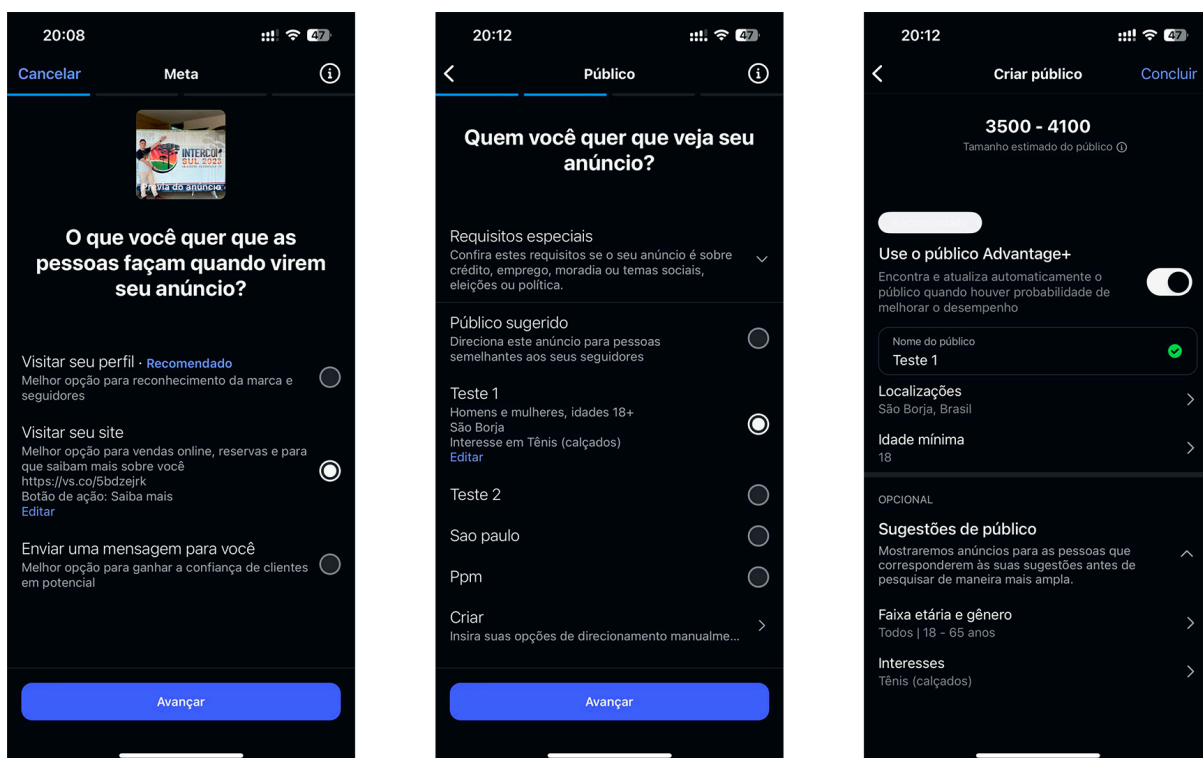 20:08
47
Cancelar
Meta
INTERCOM
SUL 2023
Prévia do anúncio
O que você quer que as
pessoas façam quando virem
seu anúncio?
Visitar seu perfil · Recomendado
Melhor opção para reconhecimento da marca e
seguidores
Visitar seu site
Melhor opção para vendas online, reservas e para
que saibam mais sobre você
https://vs.co/5bdzejrk
Botão de ação: Saiba mais
Editar
Enviar uma mensagem para você
Melhor opção para ganhar a confiança de clientes
em potencial
Avançar
20:12
47
Público
Quem você quer que veja seu
anúncio?
Requisitos especiais
Confira estes requisitos se o seu anúncio é sobre
crédito, emprego, moradia ou temas sociais,
eleições ou política.
Público sugerido
Direciona este anúncio para pessoas
semelhantes aos seus seguidores
Teste 1
Homens e mulheres, idades 18+
São Borja
Interesse em Tênis (calçados)
Editar
Teste 2
Sao paulo
Ppm
Criar
Insira suas opções de direcionamento manualme...
Avançar
20:12
47
Criar público
Concluir
3500 - 4100
Tamanho estimado do público
Use o público Advantage+
Encontra e atualiza automaticamente o
público quando houver probabilidade de
melhorar o desempenho
Nome do público
Teste 1
Localizações
São Borja, Brasil
Idade mínima
18
OPCIONAL
Sugestões de público
Mostraremos anúncios para as pessoas que
corresponderem às suas sugestões antes de
pesquisar de maneira mais ampla.
Faixa etária e gênero
Todos | 18 - 65 anos
Interesses
Tênis (calçados)